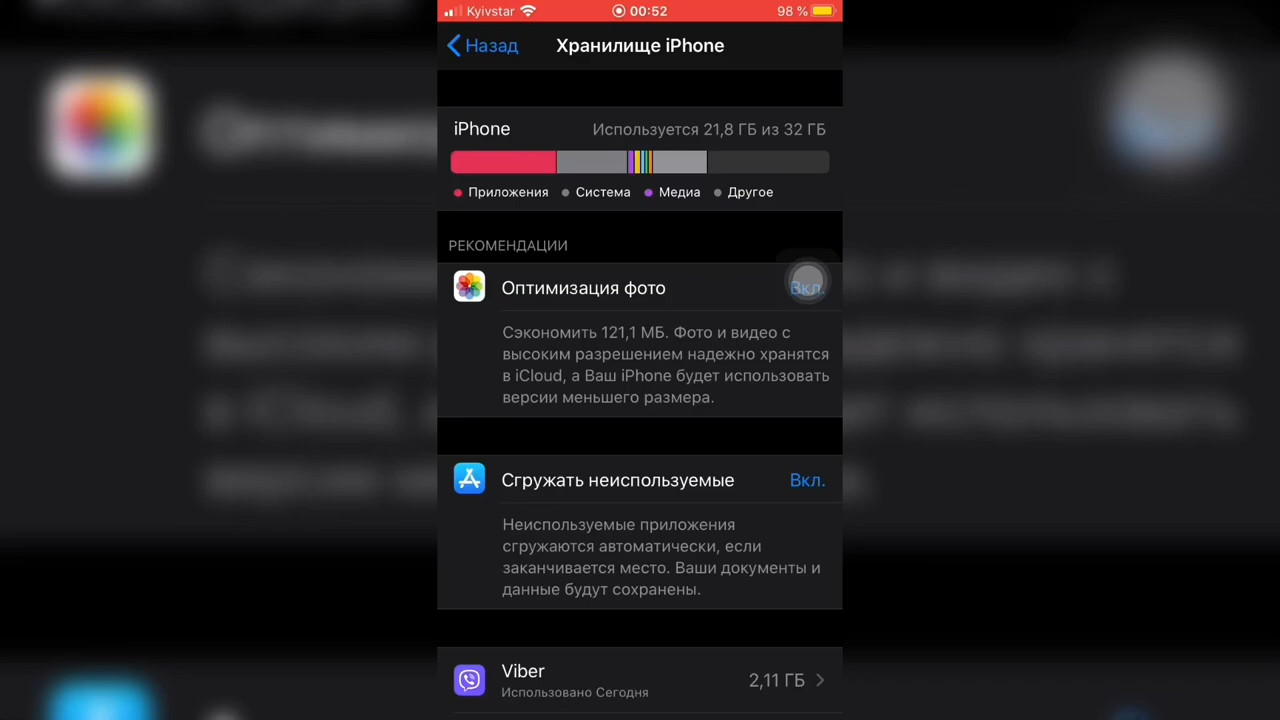 Kyivstar 00:52 98 %
Назад Хранилище iPhone
iPhone Используется 21,8 ГБ из 32 ГБ
Приложения Система Медиа Другое
РЕКОМЕНДАЦИИ
Оптимизация фото Вкл.
Сэкономить 121,1 МБ. Фото и видео с
высоким разрешением надежно хранятся
в iCloud, а Ваш iPhone будет использовать
версии меньшего размера.
Сгружать неиспользуемые Вкл.
Неиспользуемые приложения
сгружаются автоматически, если
заканчивается место. Ваши документы и
данные будут сохранены.
Viber
Использовано Сегодня 2,11 ГБ